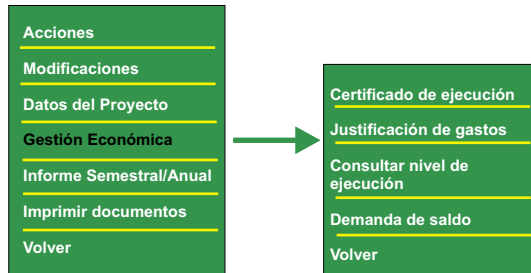 Acciones
Modificaciones
Datos del Proyecto
Gestión Económica
Informe Semestral/Anual
Imprimir documentos
Volver
Certificado de ejecución
Justificación de gastos
Consultar nivel de
ejecución
Demanda de saldo
Volver